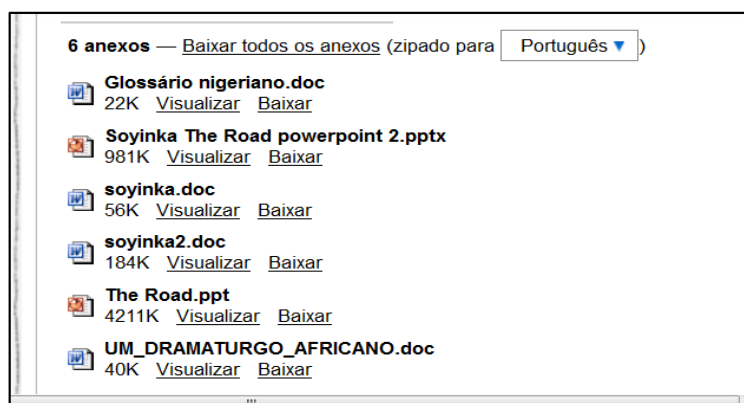 6 anexos — Baixar todos os anexos (zipado para Português ▼)
Glossário nigeriano.doc
22K Visualizar Baixar
Soyinka The Road powerpoint 2.pptx
981K Visualizar Baixar
soyinka.doc
56K Visualizar Baixar
soyinka2.doc
184K Visualizar Baixar
The Road.ppt
4211K Visualizar Baixar
UM_DRAMATURGO_AFRICANO.doc
40K Visualizar Baixar